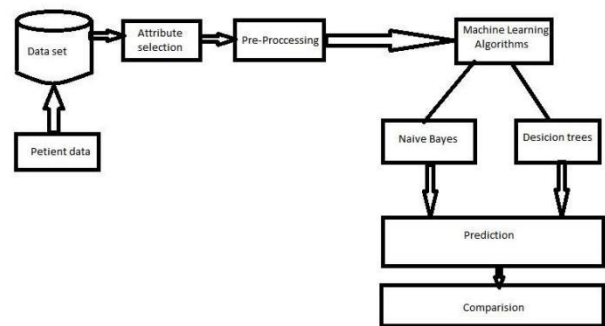 Data set
Attribute
selection
Pre-Proccessing
Machine Learning
Algorithms
Petient data
Naive Bayes
Desicion trees
Prediction
Comparision